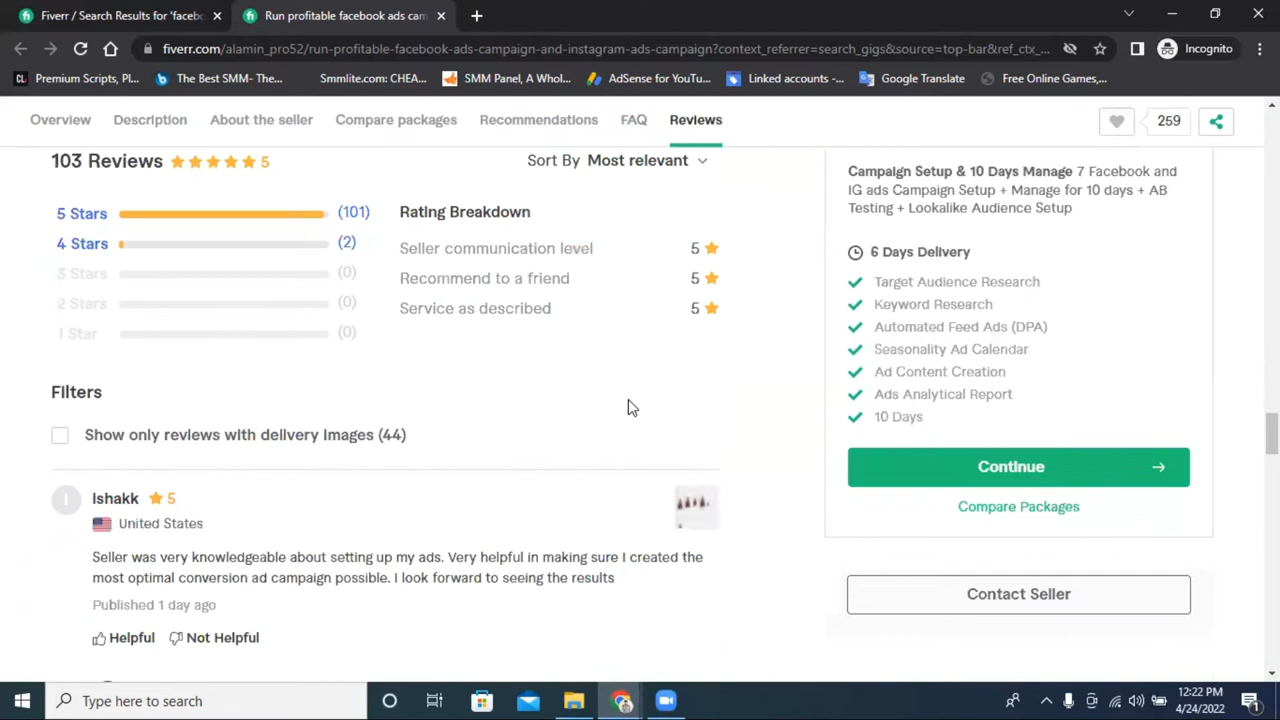 Fiverr / Search Results for 'facebo
Run profitable facebook ads cam
fiverr.com/alamin_pro52/run-profitable-facebook-ads-campaign-and-instagram-ads-campaign?context_referrer=search_gigs&source=top-bar&ref_ctx_...
Incognito
Premium Scripts, Pl...
The Best SMM- The...
Smmlite.com: CHEA...
SMM Panel, A Whol...
AdSense for YouTu...
Linked accounts -...
Google Translate
Free Online Games,...
Overview
Description
About the seller
Compare packages
Recommendations
FAQ
Reviews
259
103 Reviews 5
Sort By Most relevant
5 Stars (101)
4 Stars (2)
3 Stars (0)
2 Stars (0)
1 Star (0)
Rating Breakdown
Seller communication level 5
Recommend to a friend 5
Service as described 5
Filters
Show only reviews with delivery images (44)
I
Ishakk 5
United States
Seller was very knowledgeable about setting up my ads. Very helpful in making sure I created the
most optimal conversion ad campaign possible. I look forward to seeing the results
Published 1 day ago
Helpful
Not Helpful
Campaign Setup & 10 Days Manage 7 Facebook and
IG ads Campaign Setup + Manage for 10 days + AB
Testing + Lookalike Audience Setup
6 Days Delivery
Target Audience Research
Keyword Research
Automated Feed Ads (DPA)
Seasonality Ad Calendar
Ad Content Creation
Ads Analytical Report
10 Days
Continue
Compare Packages
Contact Seller
Type here to search
12:22 PM
4/24/2022
1